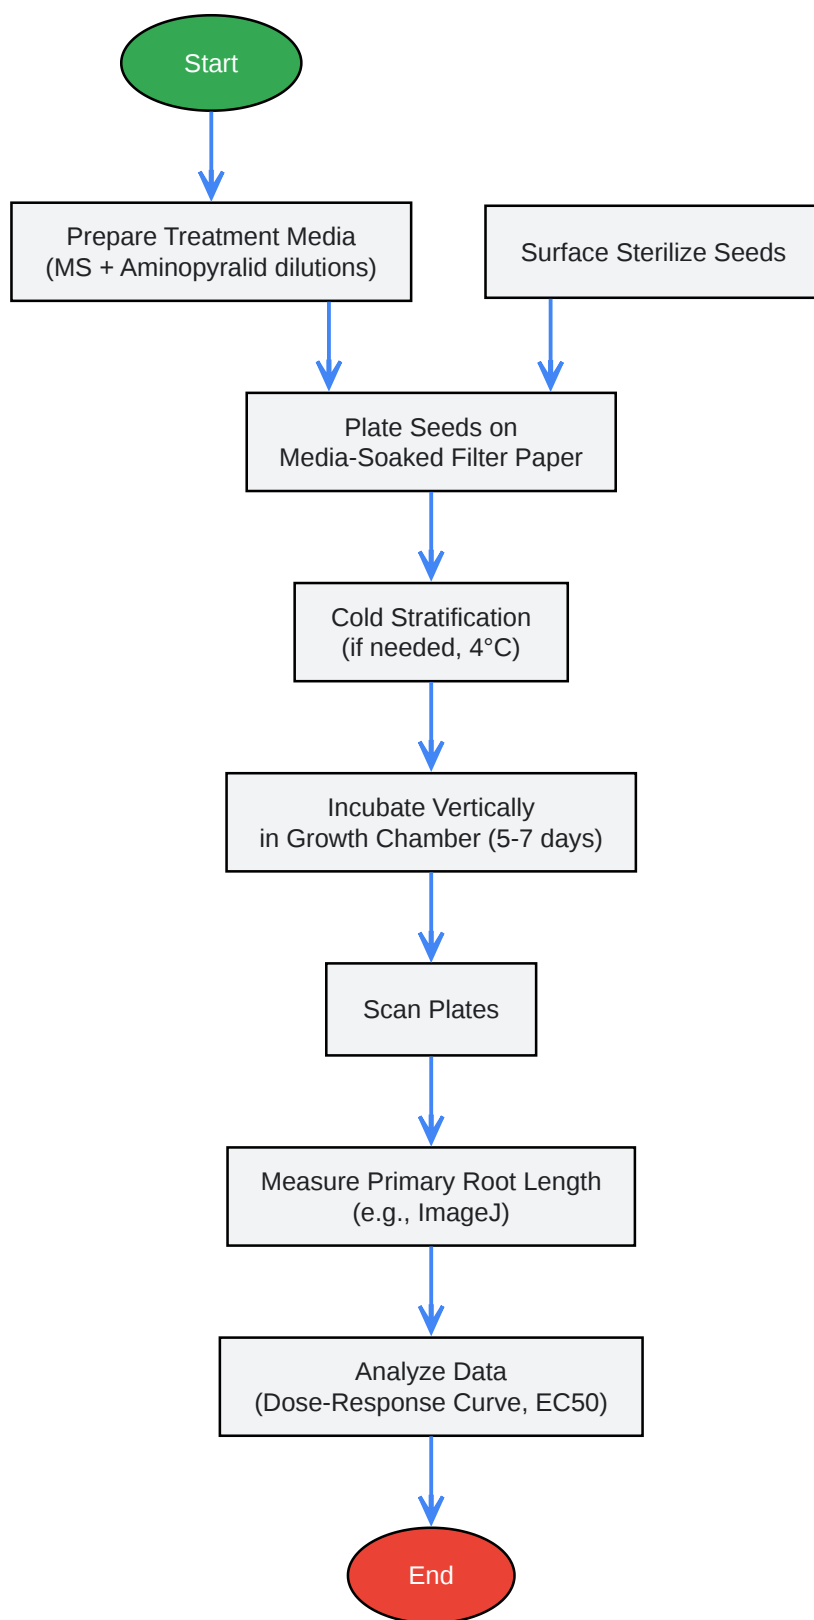 Start
Prepare Treatment Media
(MS + Aminopyralid dilutions)
Surface Sterilize Seeds
Plate Seeds on
Media-Soaked Filter Paper
Cold Stratification
(if needed, 4°C)
Incubate Vertically
in Growth Chamber (5-7 days)
Scan Plates
Measure Primary Root Length
(e.g., ImageJ)
Analyze Data
(Dose-Response Curve, EC50)
End